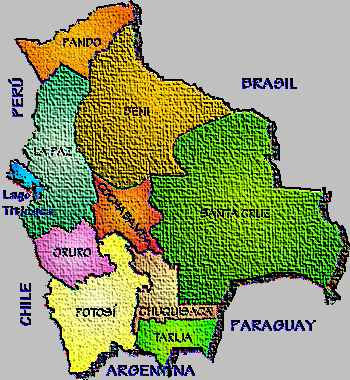 PANDO
PERÚ
BRASIL
BENI
LA PAZ
Lago
Titicaca
COCHABAMBA
SANTA CRUZ
ORURO
POTOSÍ
CHUQUISACA
CHILE
PARAGUAY
TARIJA
ARGENTINA